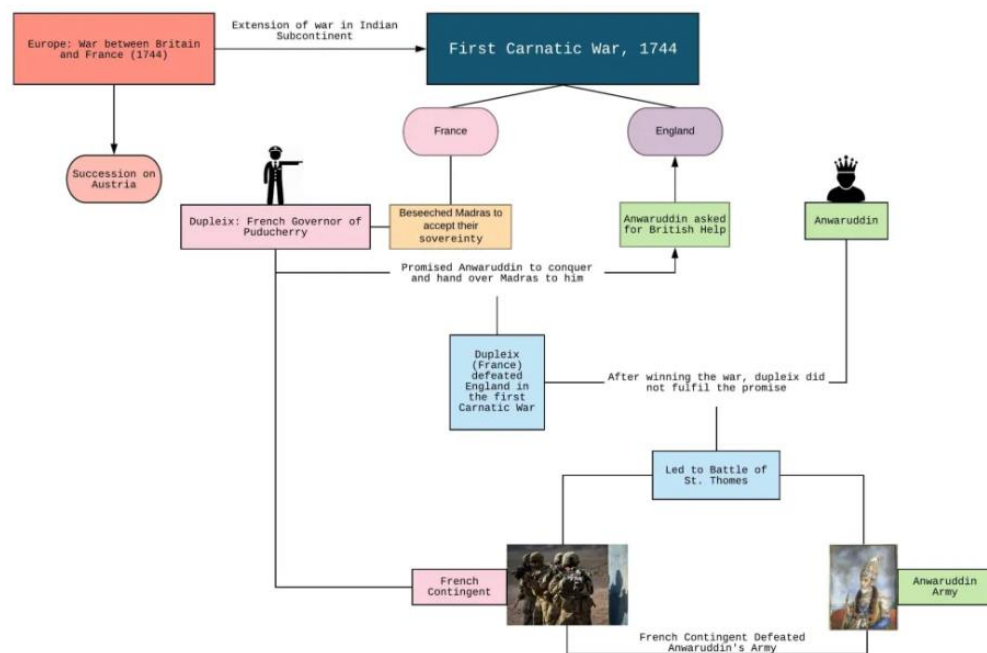 Extension of war in Indian
Subcontinent
Europe: War between Britain
and France (1744)
First Carnatic War, 1744
France
England
Succession on
Austria
Dupleix: French Governor of
Puducherry
Beseeched Madras to
accept their
sovereinty
Anwaruddin asked
for British Help
Anwaruddin
Promised Anwaruddin to conquer
and hand over Madras to him
Dupleix
(France)
defeated
England in
the first
Carnatic War
After winning the war, dupleix did
not fulfil the promise
Led to Battle of
St. Thomes
French
Contingent
Anwaruddin
Army
French Contingent Defeated
Anwaruddin's Army